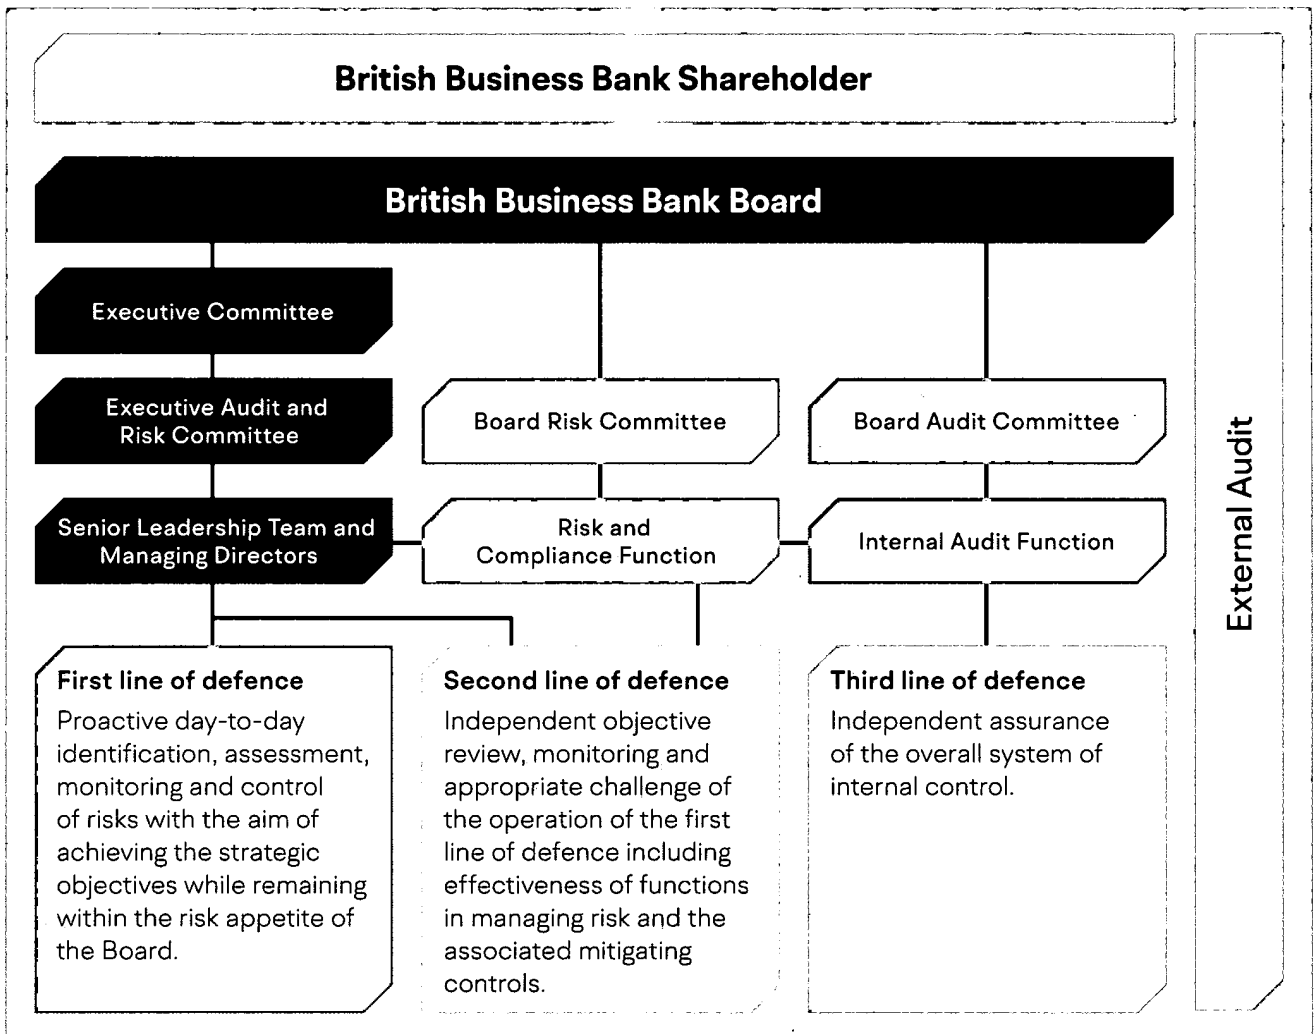 British Business Bank Shareholder
British Business Bank Board
Executive Committee
Executive Audit and
Risk Committee
Board Risk Committee
Board Audit Committee
Senior Leadership Team and
Managing Directors
Risk and
Compliance Function
Internal Audit Function
First line of defence
Proactive day-to-day
identification, assessment,
monitoring and control
of risks with the aim of
achieving the strategic
objectives while remaining
within the risk appetite of
the Board.
Second line of defence
Independent objective
review, monitoring and
appropriate challenge of
the operation of the first
line of defence including
effectiveness of functions
in managing risk and the
associated mitigating
controls.
Third line of defence
Independent assurance
of the overall system of
internal control.
External Audit